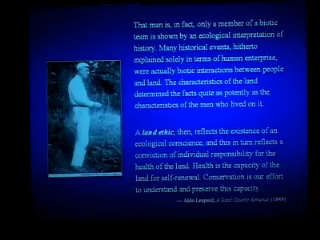 That man is, in fact, only a member of a biotic
team is shown by an ecological interpretation of
history. Many historical events, hitherto
explained solely in terms of human enterprise,
were actually biotic interactions between people
and land. The characteristics of the land
determined the facts quite as potently as the
characteristics of the men who lived on it.
A land ethic, then, reflects the existence of an
ecological conscience, and this in turn reflects a
conviction of individual responsibility for the
health of the land. Health is the capacity of the
land for self-renewal. Conservation is our effort
to understand and preserve this capacity
— Aldo Leopold, A Sand County Almanac (1949)